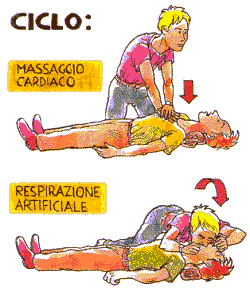 CICLO:
MASSAGGIO
CARDIACO
RESPIRAZIONE
ARTIFICIALE